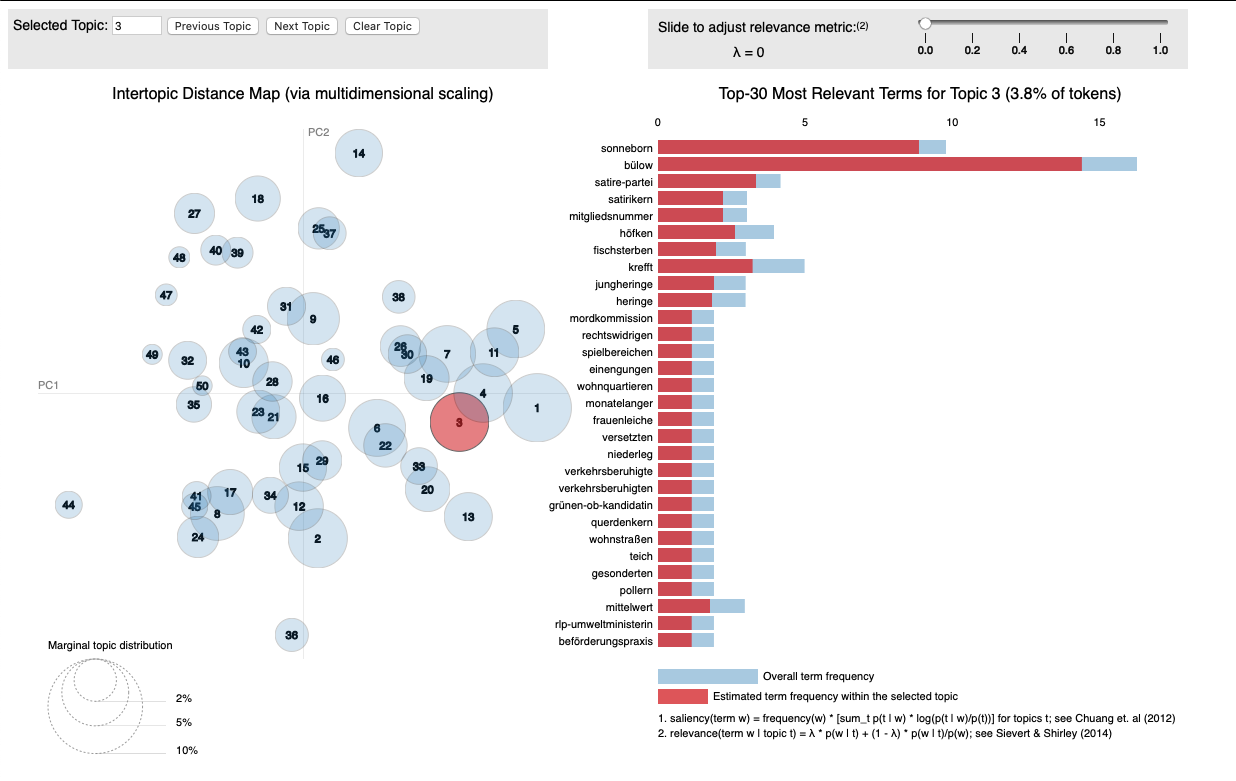 Selected Topic: 3 Previous Topic Next Topic Clear Topic
Slide to adjust relevance metric:(2)
λ = 0
0.0 0.2 0.4 0.6 0.8 1.0
Intertopic Distance Map (via multidimensional scaling)
PC2
PC1
14
18
27
25
37
40
39
48
47
38
31
9
5
42
26
30
7
11
43
10
49
32
46
19
28
50
4
16
35
1
23
21
3
6
22
29
15
33
20
17
34
41
45
8
12
44
13
24
2
36
Marginal topic distribution
2%
5%
10%
Top-30 Most Relevant Terms for Topic 3 (3.8% of tokens)
0 5 10 15
sonneborn
bülow
satire-partei
satirikern
mitgliedsnummer
höfken
fischsterben
krefft
jungheringe
heringe
mordkommission
rechtswidrigen
spielbereichen
einengungen
wohnquartieren
monatelanger
frauenleiche
versetzten
niederleg
verkehrsberuhigte
verkehrsberuhigten
grünen-ob-kandidatin
querdenkern
wohnstraßen
teich
gesonderten
pollern
mittelwert
rlp-umweltministerin
beförderungspraxis
Overall term frequency
Estimated term frequency within the selected topic
1. saliency(term w) = frequency(w) * [sum_t p(t | w) * log(p(t | w)/p(t))] for topics t; see Chuang et. al (2012)
2. relevance(term w | topic t) = λ * p(w | t) + (1 - λ) * p(w | t)/p(w); see Sievert & Shirley (2014)